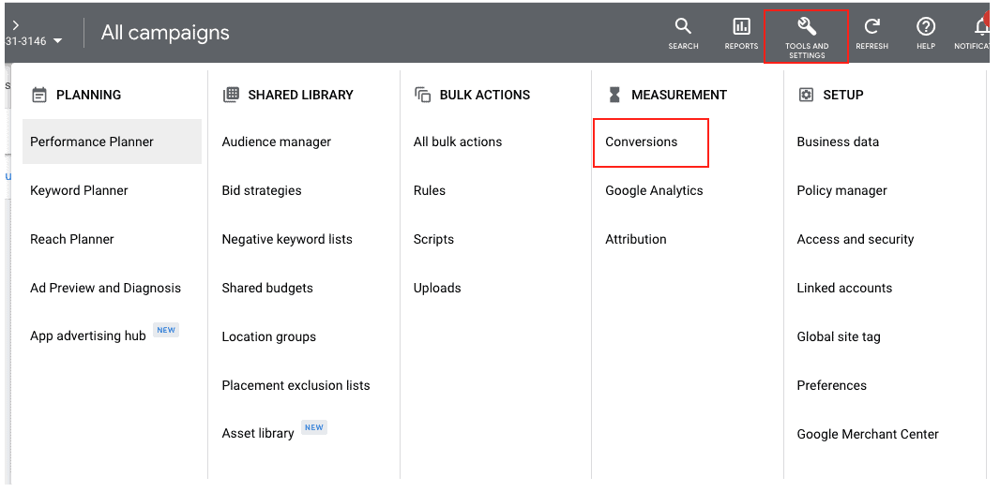 31-3146
All campaigns
SEARCH
REPORTS
TOOLS AND
SETTINGS
REFRESH
HELP
NOTIFICAT
PLANNING
Performance Planner
Keyword Planner
Reach Planner
Ad Preview and Diagnosis
App advertising hub NEW
SHARED LIBRARY
Audience manager
Bid strategies
Negative keyword lists
Shared budgets
Location groups
Placement exclusion lists
Asset library NEW
BULK ACTIONS
All bulk actions
Rules
Scripts
Uploads
MEASUREMENT
Conversions
Google Analytics
Attribution
SETUP
Business data
Policy manager
Access and security
Linked accounts
Global site tag
Preferences
Google Merchant Center